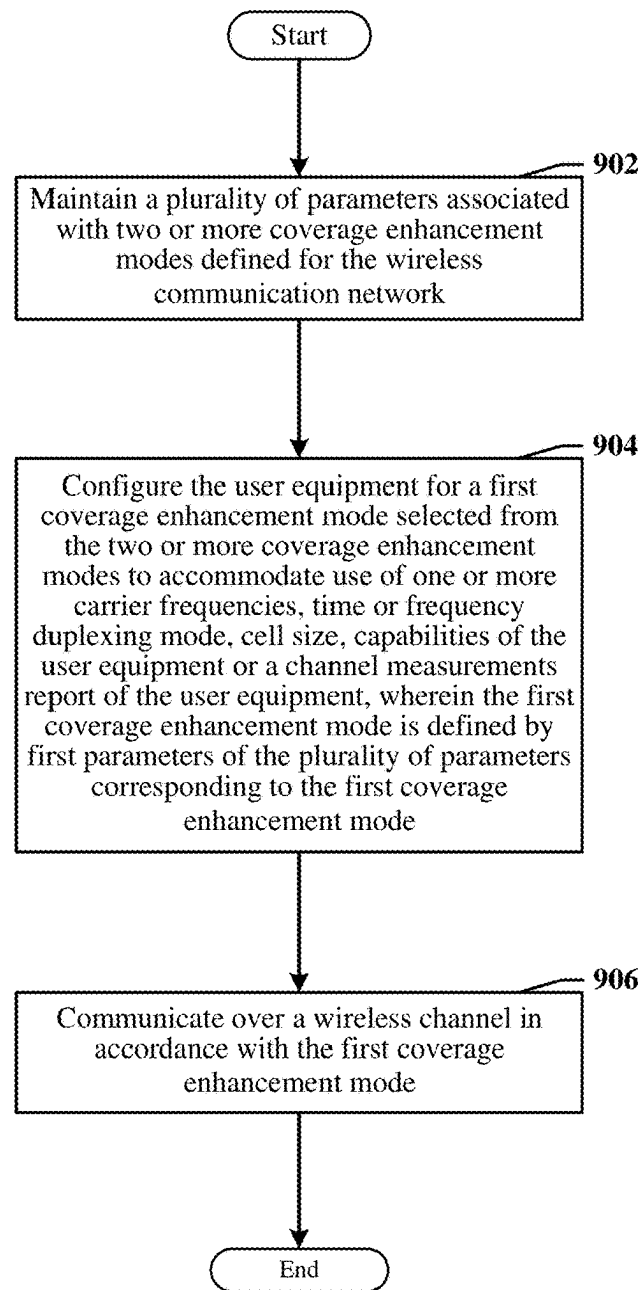 Start
902
Maintain a plurality of parameters associated
with two or more coverage enhancement
modes defined for the wireless
communication network
904
Configure the user equipment for a first
coverage enhancement mode selected from
the two or more coverage enhancement
modes to accommodate use of one or more
carrier frequencies, time or frequency
duplexing mode, cell size, capabilities of the
user equipment or a channel measurements
report of the user equipment, wherein the first
coverage enhancement mode is defined by
first parameters of the plurality of parameters
corresponding to the first coverage
enhancement mode
906
Communicate over a wireless channel in
accordance with the first coverage
enhancement mode
End